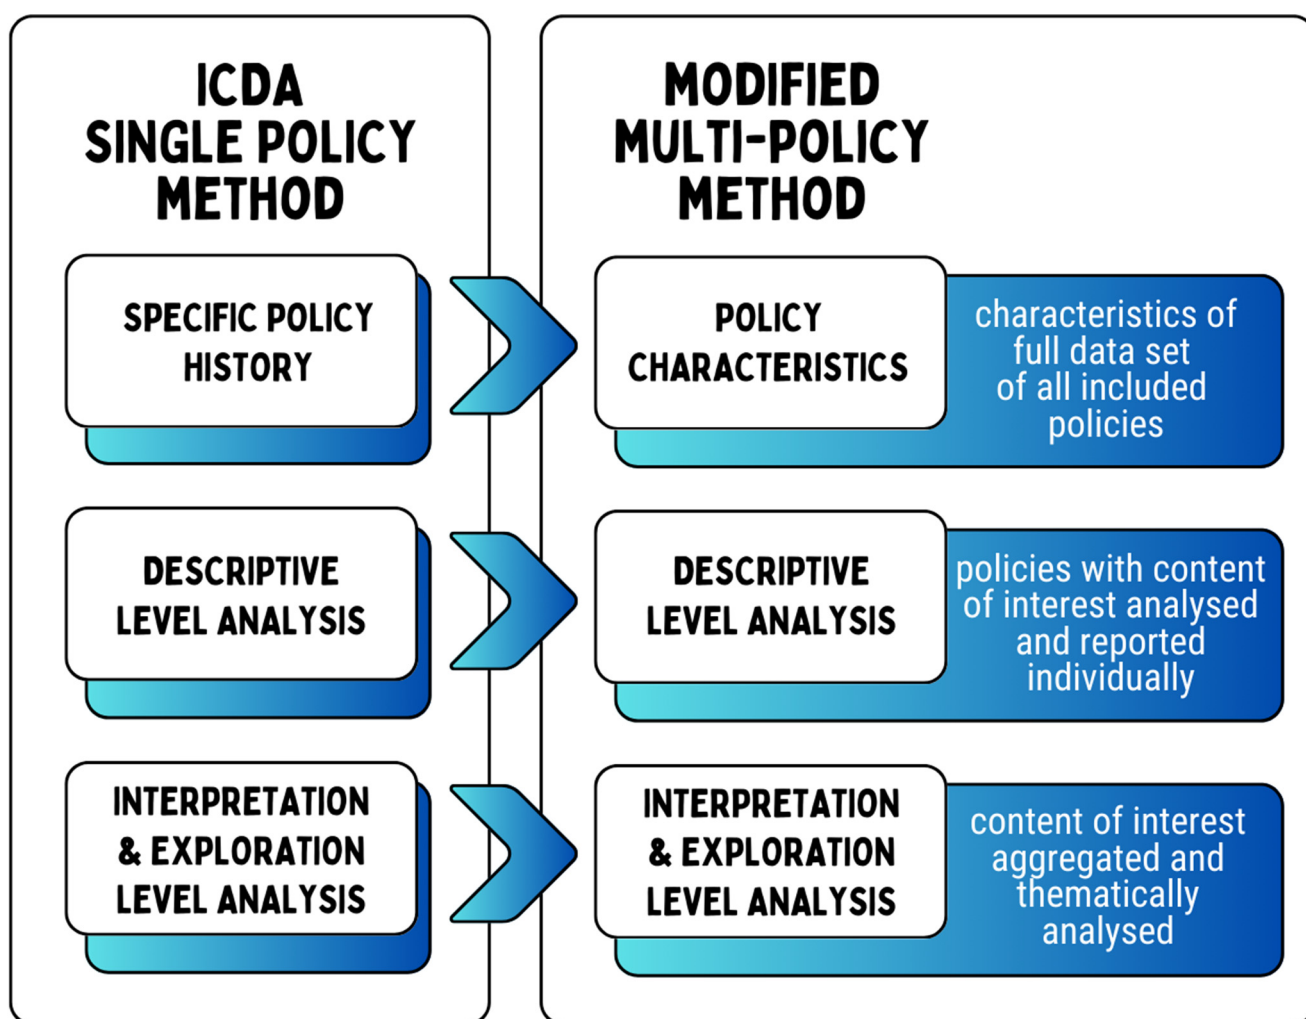 ICDA
SINGLE POLICY
METHOD
SPECIFIC POLICY
HISTORY
DESCRIPTIVE
LEVEL ANALYSIS
INTERPRETATION
& EXPLORATION
LEVEL ANALYSIS
MODIFIED
MULTI-POLICY
METHOD
POLICY
CHARACTERISTICS
characteristics of
full data set
of all included
policies
DESCRIPTIVE
LEVEL ANALYSIS
policies with content
of interest analysed
and reported
individually
INTERPRETATION
& EXPLORATION
LEVEL ANALYSIS
content of interest
aggregated and
thematically
analysed